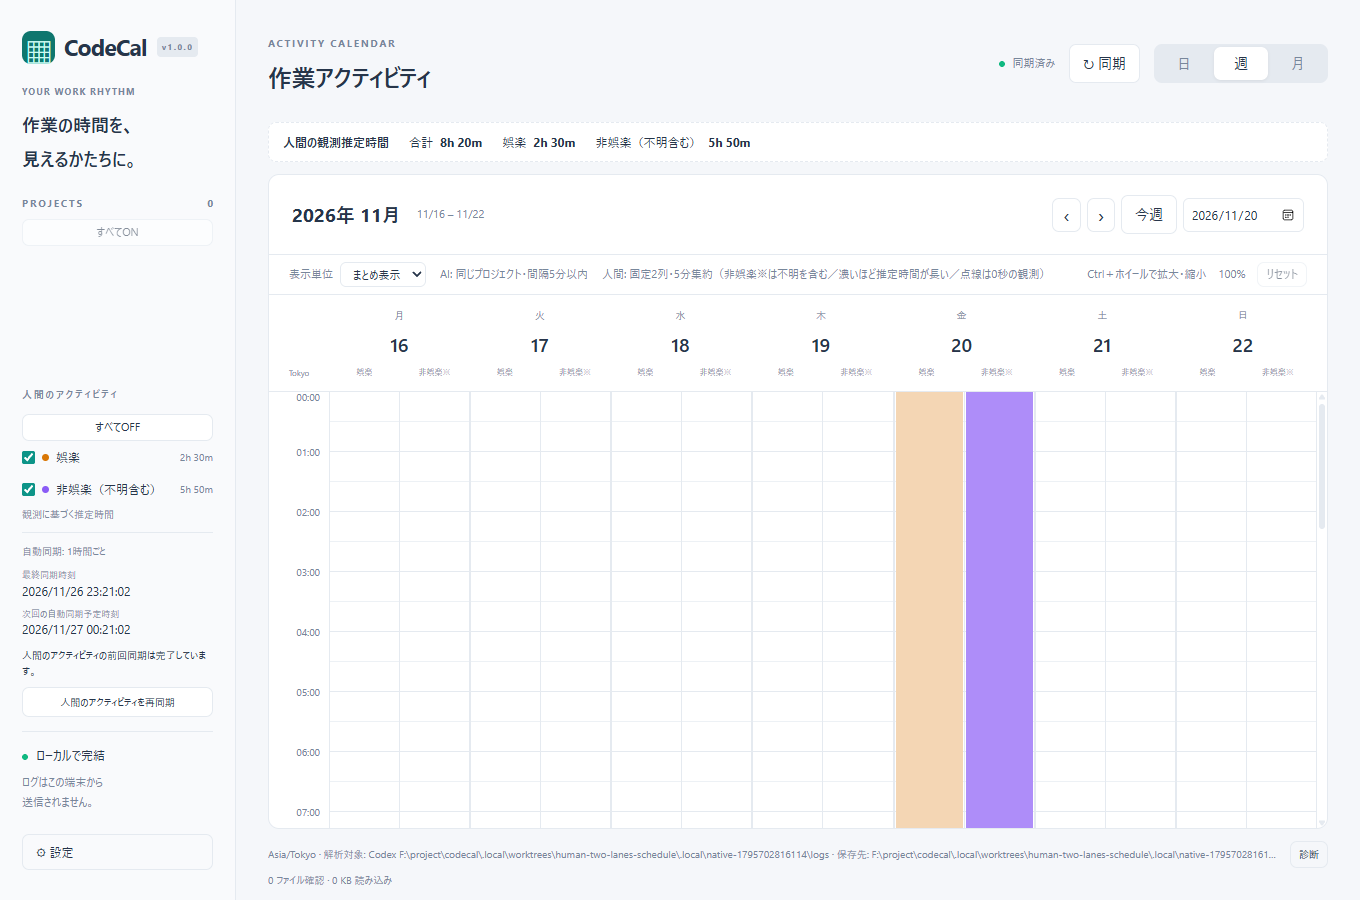 CodeCal v1.0.0
YOUR WORK RHYTHM
作業の時間を、
見えるかたちに。
PROJECTS 0
すべてON
人間のアクティビティ
すべてOFF
娯楽 2h 30m
非娯楽（不明含む） 5h 50m
観測に基づく推定時間
自動同期: 1時間ごと
最終同期時刻
2026/11/26 23:21:02
次回の自動同期予定時刻
2026/11/27 00:21:02
人間のアクティビティの前回同期は完了していま
す。
人間のアクティビティを再同期
ローカルで完結
ログはこの端末から
送信されません。
⚙ 設定
ACTIVITY CALENDAR
作業アクティビティ
同期済み ↻ 同期 日 週 月
人間の観測推定時間 合計 8h 20m 娯楽 2h 30m 非娯楽（不明含む） 5h 50m
2026年 11月 11/16 – 11/22 ‹ › 今週 2026/11/20
表示単位 まとめ表示 AI: 同じプロジェクト・間隔5分以内 人間: 固定2列・5分集約（非娯楽※は不明を含む／濃いほど推定時間が長い／点線は0秒の観測） Ctrl＋ホイールで拡大・縮小 100% リセット
月 火 水 木 金 土 日
16 17 18 19 20 21 22
Tokyo 娯楽 非娯楽※ 娯楽 非娯楽※ 娯楽 非娯楽※ 娯楽 非娯楽※ 娯楽 非娯楽※ 娯楽 非娯楽※ 娯楽 非娯楽※
00:00
01:00
02:00
03:00
04:00
05:00
06:00
07:00
Asia/Tokyo · 解析対象: Codex F:\project\codecal\.local\worktrees\human-two-lanes-schedule\.local\native-1795702816114\logs · 保存先: F:\project\codecal\.local\worktrees\human-two-lanes-schedule\.local\native-17957028161... 診断
0 ファイル確認 · 0 KB 読み込み